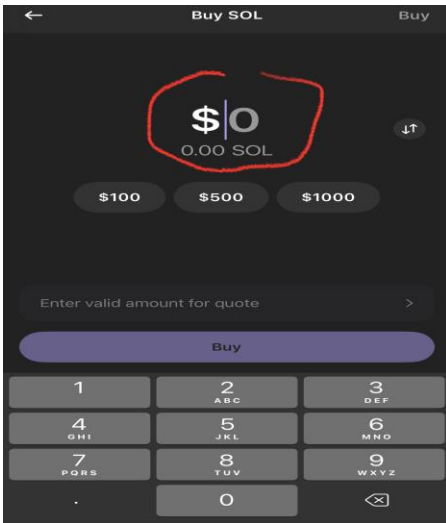 Buy SOL
Buy
$0
0.00 SOL
$100
$500
$1000
Enter valid amount for quote
Buy
1
2
ABC
3
DEF
4
GHI
5
JKL
6
MNO
7
PQRS
8
TUV
9
WXYZ
.
0